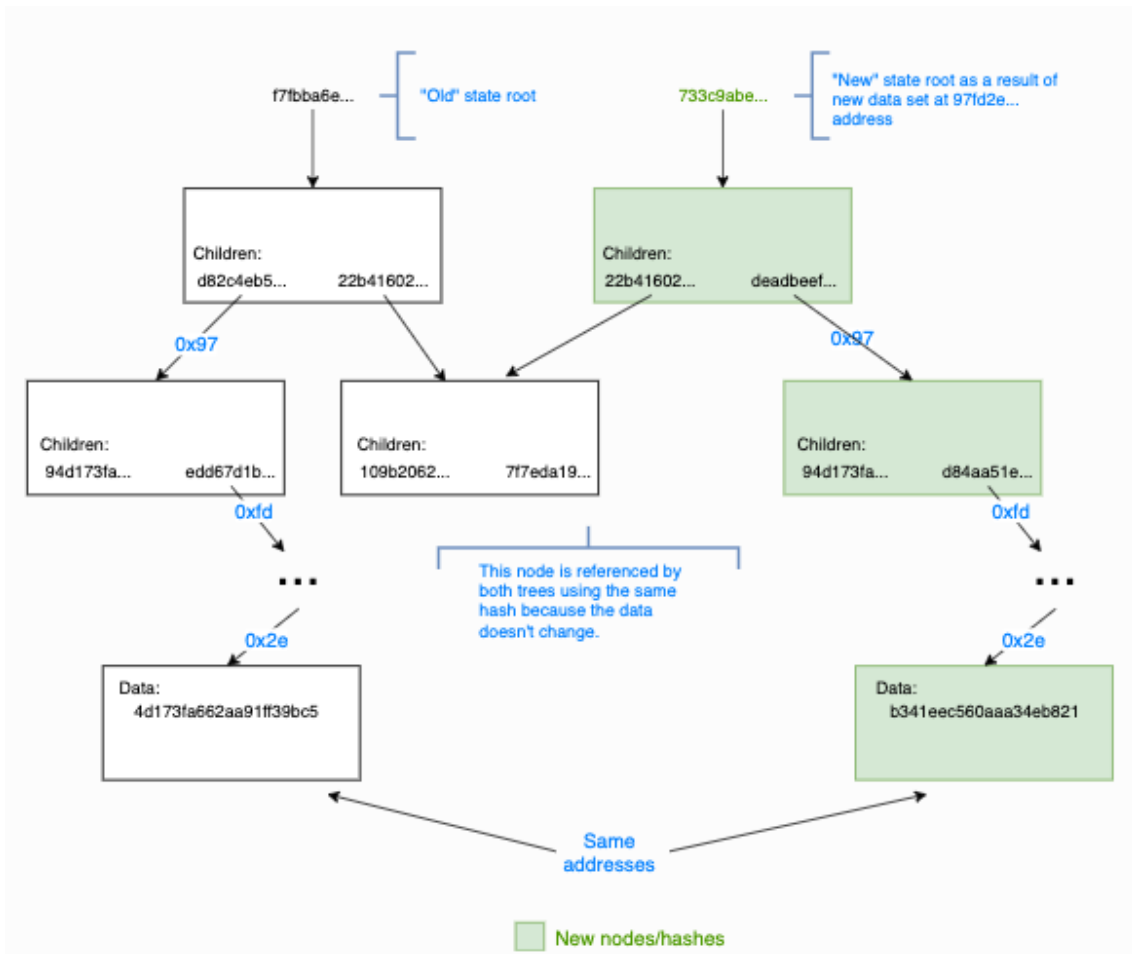 f7fbba6e...
"Old" state root
733c9abe...
"New" state root as a result of
new data set at 97fd2e...
address
Children:
d82c4eb5... 22b41602...
Children:
22b41602... deadbeef...
0x97
0x97
Children:
94d173fa... edd67d1b...
Children:
109b2062... 7f7eda19...
Children:
94d173fa... d84aa51e...
0xfd
0xfd
...
...
This node is referenced by
both trees using the same
hash because the data
doesn't change.
0x2e
0x2e
Data:
4d173fa662aa91ff39bc5
Data:
b341eec560aaa34eb821
Same
addresses
New nodes/hashes